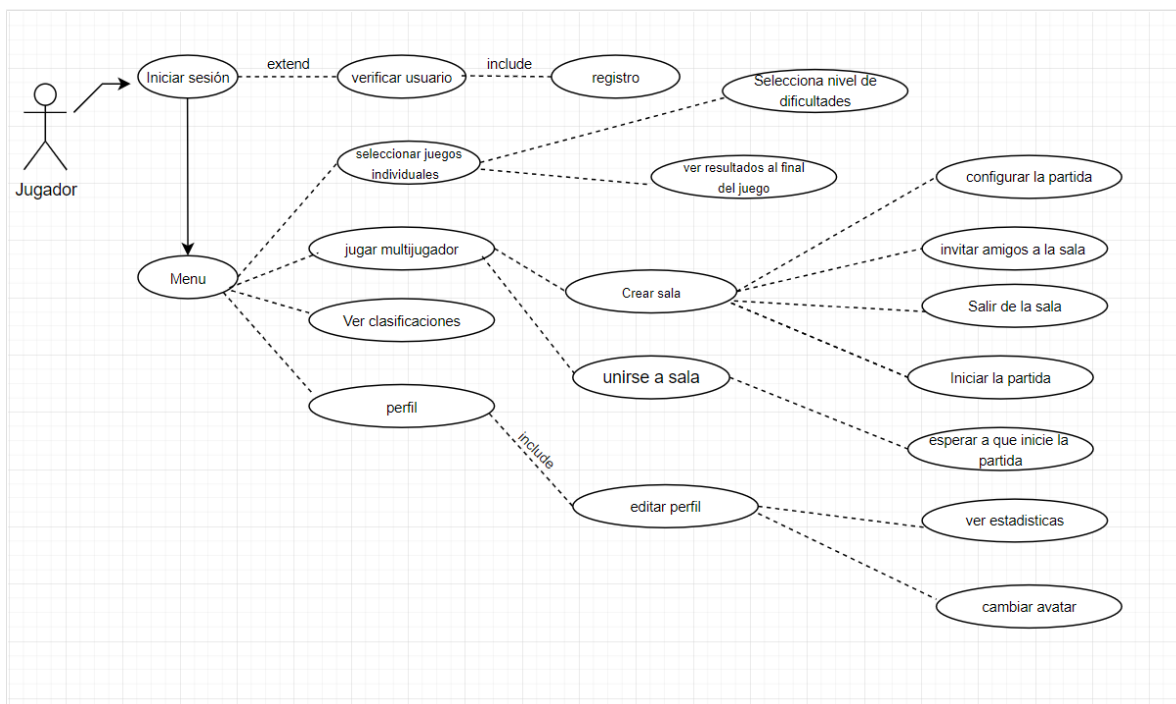 Iniciar sesión
extend
verificar usuario
include
registro
Selecciona nivel de
dificultades
Jugador
seleccionar juegos
individuales
ver resultados al final
del juego
configurar la partida
jugar multijugador
invitar amigos a la sala
Menu
Crear sala
Salir de la sala
Ver clasificaciones
unirse a sala
Iniciar la partida
perfil
include
esperar a que inicie la
partida
editar perfil
ver estadisticas
cambiar avatar